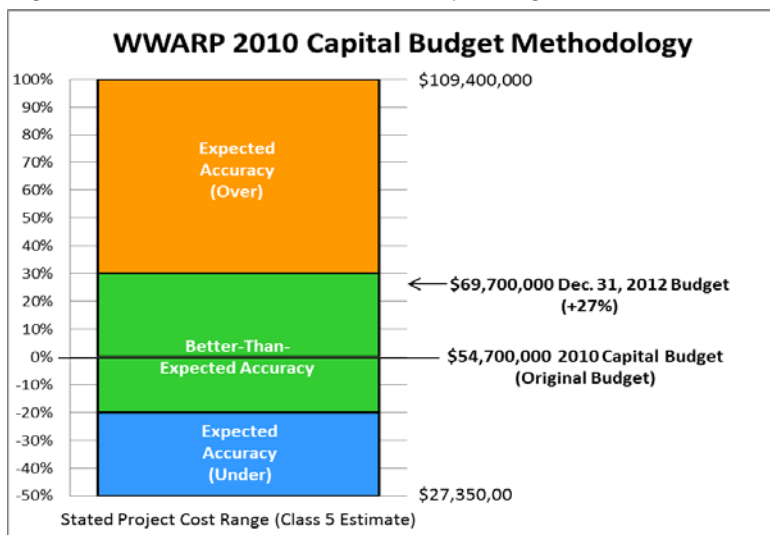 WWARP 2010 Capital Budget Methodology
100%
90%
80%
70%
60%
50%
40%
30%
20%
10%
0%
-10%
-20%
-30%
-40%
-50%
Expected
Accuracy
(Over)
Better-Than-
Expected Accuracy
Expected
Accuracy
(Under)
$109,400,000
$69,700,000 Dec. 31, 2012 Budget
(+27%)
$54,700,000 2010 Capital Budget
(Original Budget)
$27,350,00
Stated Project Cost Range (Class 5 Estimate)